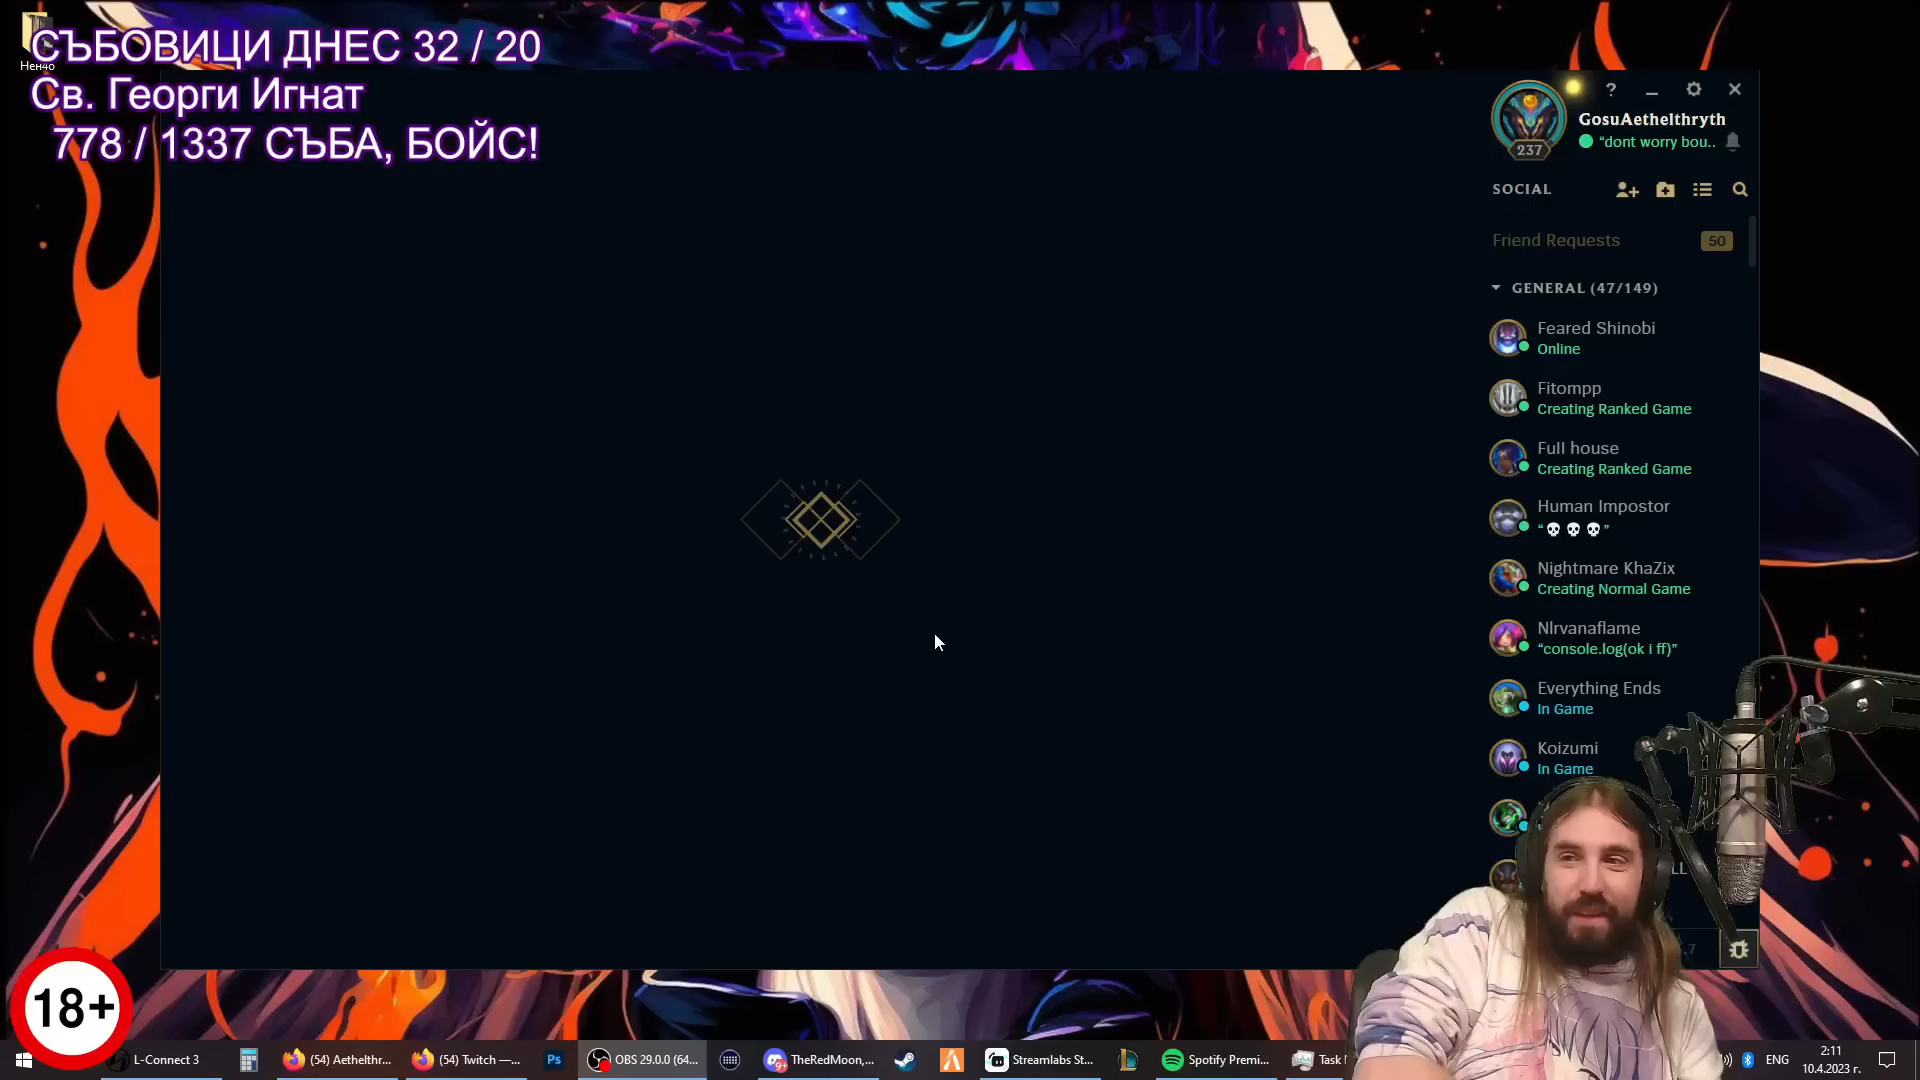 Нен4о
СЪБОВИЦИ ДНЕС 32 / 20
Св. Георги Игнат
778 / 1337 СЪБА, БОЙС!
?
GosuAethelthryth
237
“dont worry bou..
SOCIAL
Friend Requests
50
GENERAL (47/149)
Feared Shinobi
Online
Fitompp
Creating Ranked Game
Full house
Creating Ranked Game
Human Impostor
“💀💀💀”
Nightmare KhaZix
Creating Normal Game
NIrvanaflame
“console.log(ok i ff)”
Everything Ends
In Game
Koizumi
In Game
LL
18+
L-Connect 3
(54) Aethelthr...
(54) Twitch —...
Ps
OBS 29.0.0 (64...
9+
TheRedMoon,...
Streamlabs St...
Spotify Premi...
Task
ENG
2:11
10.4.2023 г.